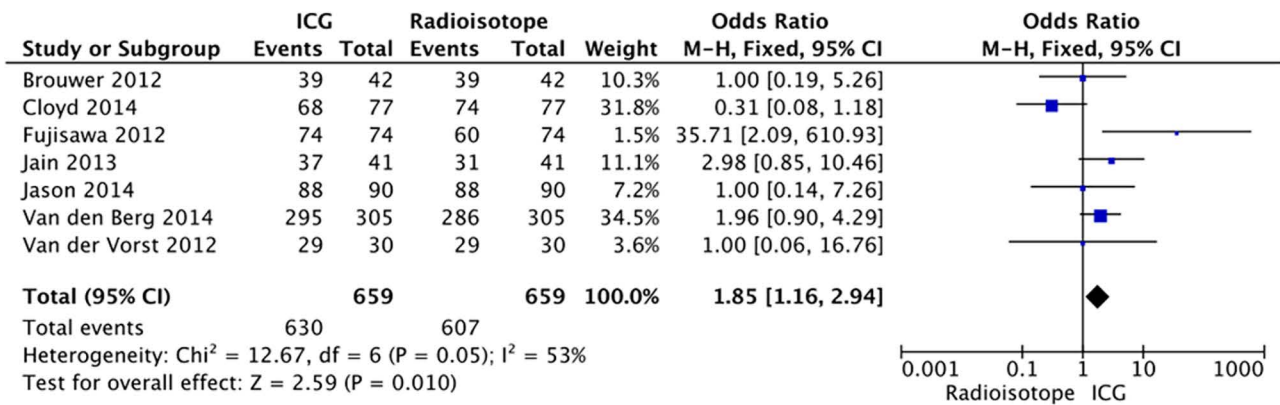 ICG Radioisotope Odds Ratio Odds Ratio
Study or Subgroup Events Total Events Total Weight M-H, Fixed, 95% CI M-H, Fixed, 95% CI
Brouwer 2012 39 42 39 42 10.3% 1.00 [0.19, 5.26]
Cloyd 2014 68 77 74 77 31.8% 0.31 [0.08, 1.18]
Fujisawa 2012 74 74 60 74 1.5% 35.71 [2.09, 610.93]
Jain 2013 37 41 31 41 11.1% 2.98 [0.85, 10.46]
Jason 2014 88 90 88 90 7.2% 1.00 [0.14, 7.26]
Van den Berg 2014 295 305 286 305 34.5% 1.96 [0.90, 4.29]
Van der Vorst 2012 29 30 29 30 3.6% 1.00 [0.06, 16.76]
Total (95% CI) 659 659 100.0% 1.85 [1.16, 2.94]
Total events 630 607
Heterogeneity: Chi² = 12.67, df = 6 (P = 0.05); I² = 53%
Test for overall effect: Z = 2.59 (P = 0.010)
0.001 0.1 1 10 1000
Radioisotope ICG